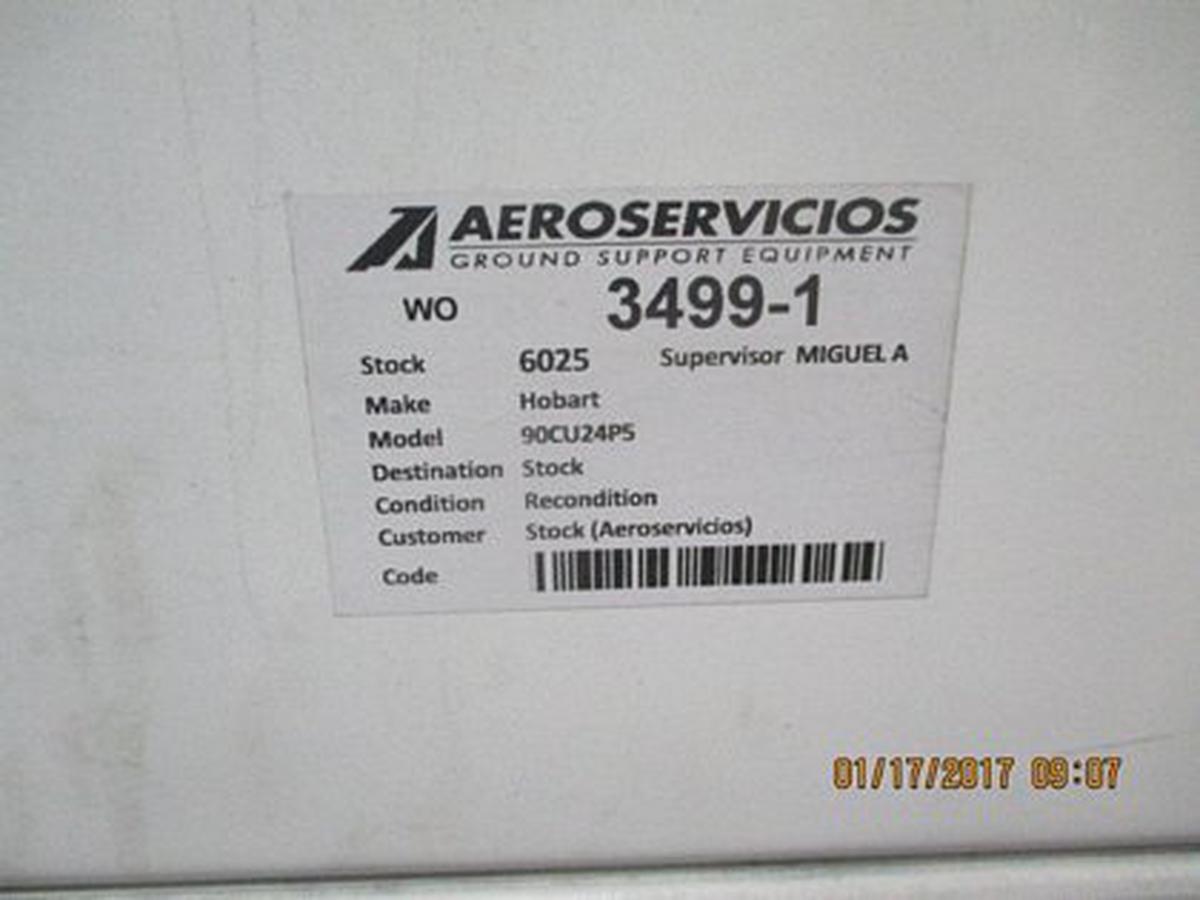 AEROSERVICIOS
GROUND SUPPORT EQUIPMENT
WO 3499-1
Stock 6025 Supervisor MIGUEL A
Make Hobart
Model 90CU24P5
Destination Stock
Condition Recondition
Customer Stock (Aeroservicios)
Code
01/17/2017 09:07